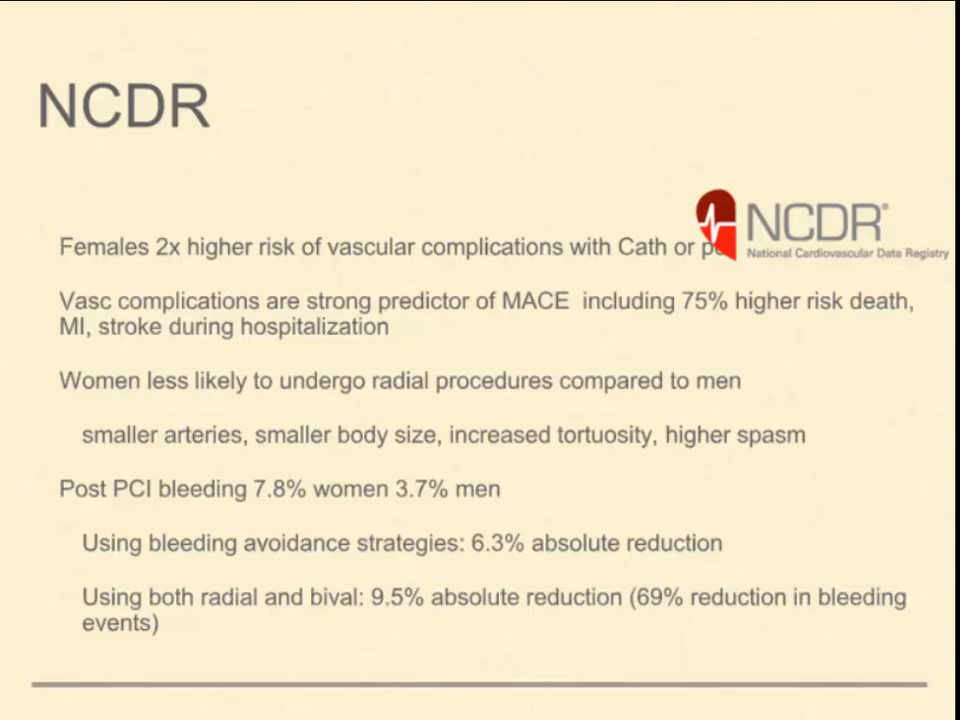 NCDR
NCDR®
National Cardiovascular Data Registry
Females 2x higher risk of vascular complications with Cath or
Vasc complications are strong predictor of MACE including 75% higher risk death,
MI, stroke during hospitalization
Women less likely to undergo radial procedures compared to men
smaller arteries, smaller body size, increased tortuosity, higher spasm
Post PCI bleeding 7.8% women 3.7% men
Using bleeding avoidance strategies: 6.3% absolute reduction
Using both radial and bival: 9.5% absolute reduction (69% reduction in bleeding
events)